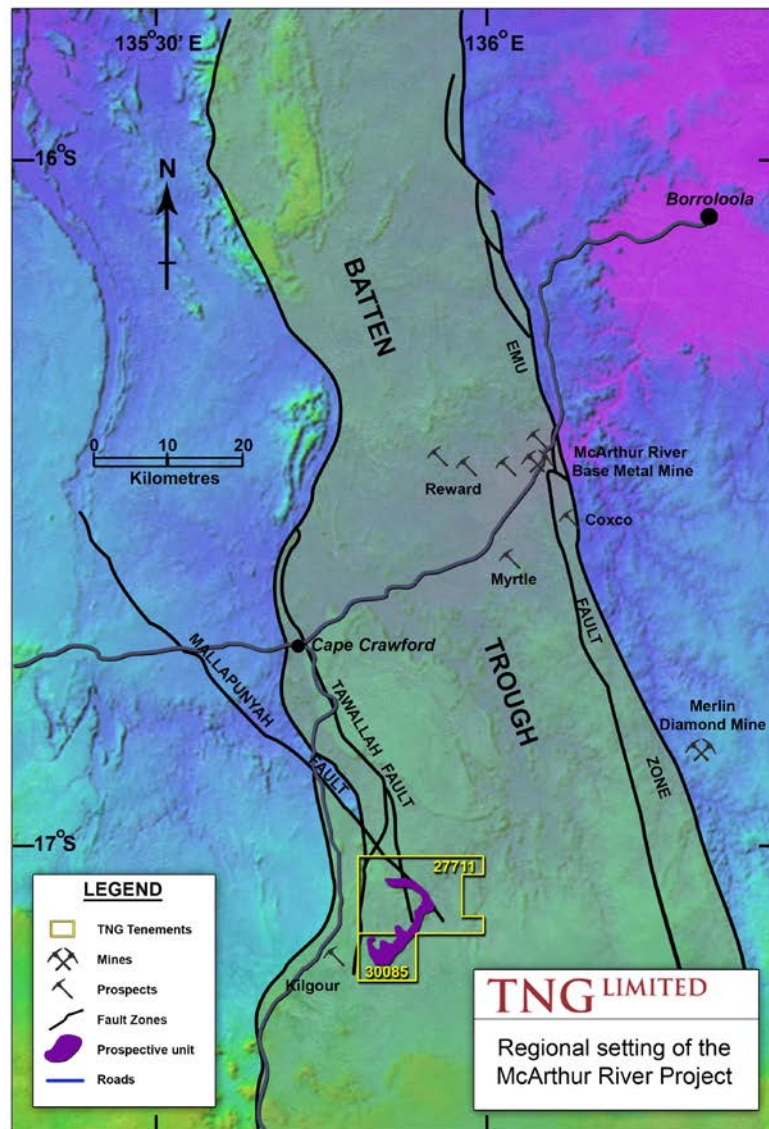 135°30' E
136°E
16°S
N
Borroloola
BATTEN
EMU
0 10 20
Kilometres
McArthur River
Base Metal Mine
Reward
Coxco
Myrtle
FAULT
Cape Crawford
MALLAPUNYAH
TROUGH
TAWALLAH
FAULT
Merlin
Diamond Mine
FAULT
ZONE
17°S
27711
30085
Kilgour
LEGEND
TNG Tenements
Mines
Prospects
Fault Zones
Prospective unit
Roads
TNG LIMITED
Regional setting of the
McArthur River Project